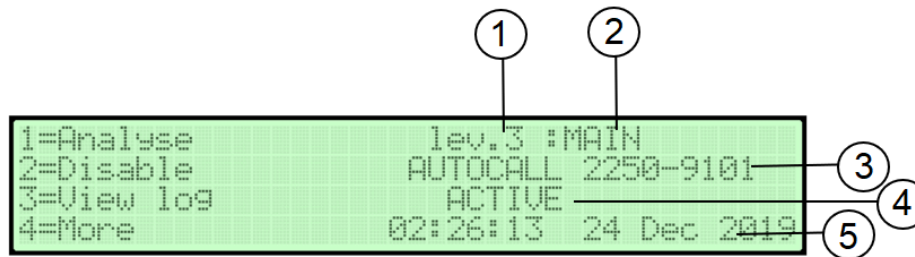 1 2
1=Analyse lev.3 :MAIN
2=Disable AUTOCALL 2250-9101 3
3=View log ACTIVE 4
4=More 02:26:13 24 Dec 2019 5